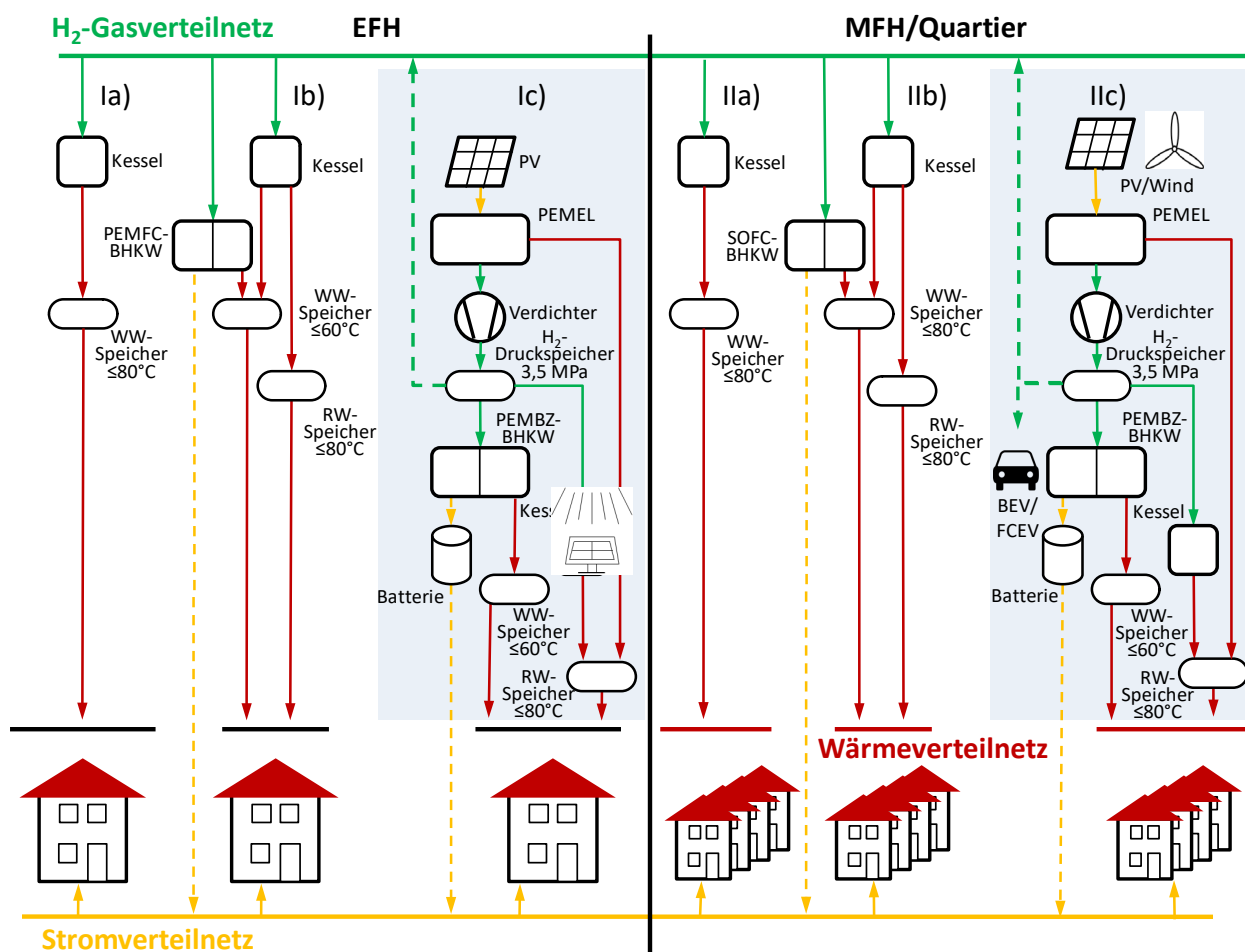 H₂-Gasverteilnetz
EFH
MFH/Quartier
Ia)
Kessel
WW-
Speicher
≤80°C
Ib)
Kessel
PEMFC-
BHKW
WW-
Speicher
≤60°C
RW-
Speicher
≤80°C
Ic)
PV
PEMEL
Verdichter
H₂-
Druckspeicher
3,5 MPa
PEMBZ-
BHKW
Batterie
WW-
Speicher
≤60°C
RW-
Speicher
≤80°C
IIa)
Kessel
WW-
Speicher
≤80°C
IIb)
Kessel
SOFC-
BHKW
WW-
Speicher
≤80°C
RW-
Speicher
≤80°C
IIc)
PV/Wind
PEMEL
Verdichter
H₂-
Druckspeicher
3,5 MPa
PEMBZ-
BHKW
BEV/
FCEV
Kessel
Batterie
WW-
Speicher
≤60°C
RW-
Speicher
≤80°C
Wärmeverteilnetz
Stromverteilnetz